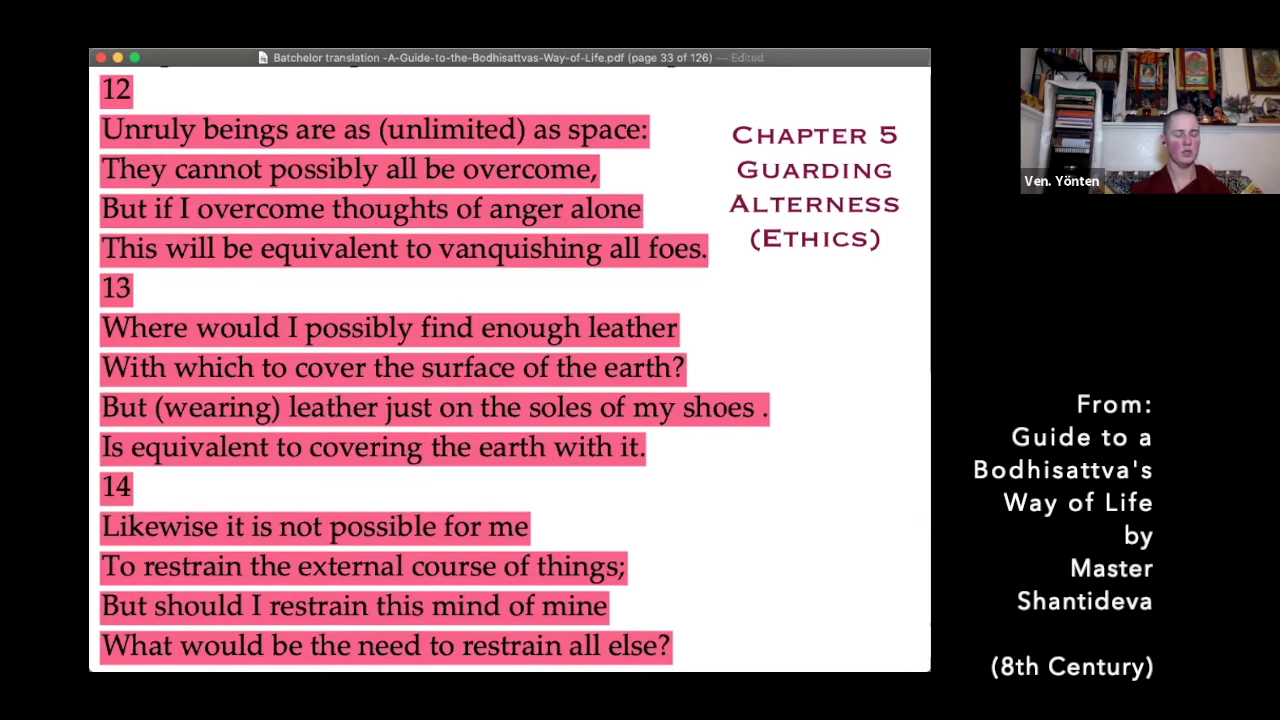 Batchelor translation -A-Guide-to-the-Bodhisattvas-Way-of-Life.pdf (page 33 of 126) — Edited
12
Unruly beings are as (unlimited) as space:
They cannot possibly all be overcome,
But if I overcome thoughts of anger alone
This will be equivalent to vanquishing all foes.
13
Where would I possibly find enough leather
With which to cover the surface of the earth?
But (wearing) leather just on the soles of my shoes .
Is equivalent to covering the earth with it.
14
Likewise it is not possible for me
To restrain the external course of things;
But should I restrain this mind of mine
What would be the need to restrain all else?
Chapter 5
Guarding
Alterness
(Ethics)
Ven. Yönten
From:
Guide to a
Bodhisattva's
Way of Life
by
Master
Shantideva
(8th Century)